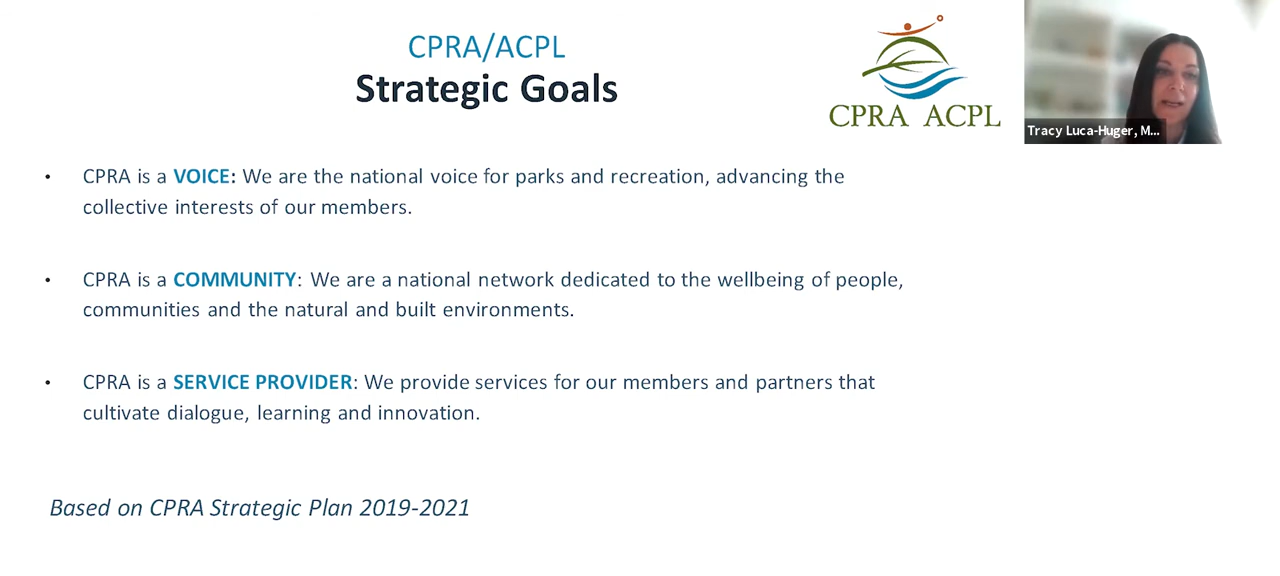 CPRA/ACPL
Strategic Goals
CPRA ACPL
Tracy Luca-Huger, M...
• CPRA is a VOICE: We are the national voice for parks and recreation, advancing the
collective interests of our members.
• CPRA is a COMMUNITY: We are a national network dedicated to the wellbeing of people,
communities and the natural and built environments.
• CPRA is a SERVICE PROVIDER: We provide services for our members and partners that
cultivate dialogue, learning and innovation.
Based on CPRA Strategic Plan 2019-2021